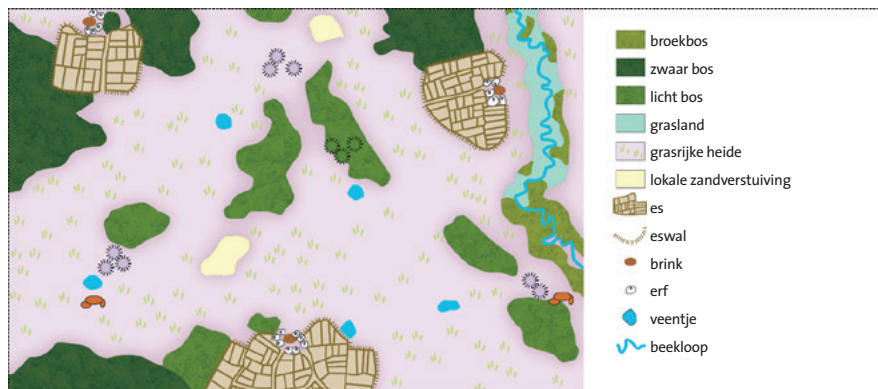 broekbos
zwaar bos
licht bos
grasland
grasrijke heide
lokale zandverstuiving
es
eswal
brink
erf
veentje
beekloop